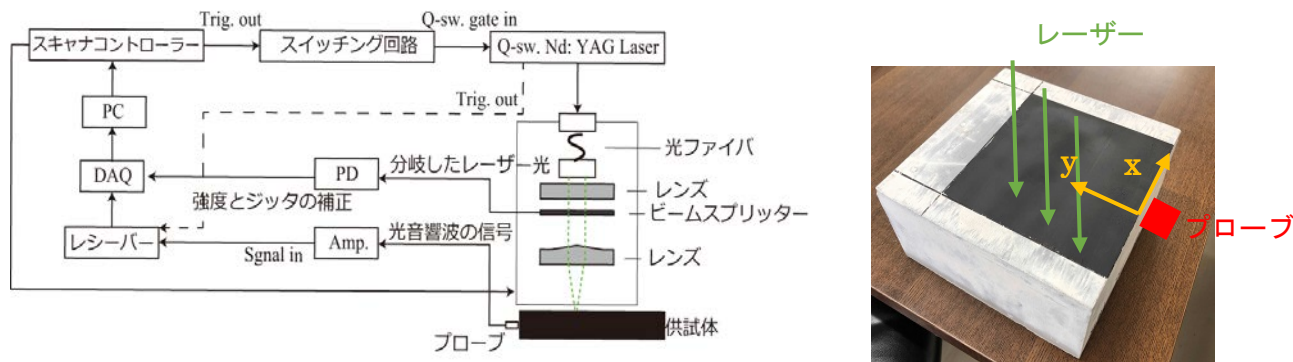 Trig. out
Q-sw. gate in
スキャナコントローラー
スイッチング回路
Q-sw. Nd: YAG Laser
PC
Trig. out
光ファイバ
DAQ
PD
分岐したレーザー光
レンズ
強度とジッタの補正
ビームスプリッター
レシーバー
Amp.
光音響波の信号
レンズ
Sgnal in
プローブ
供試体
レーザー
y
x
プローブ